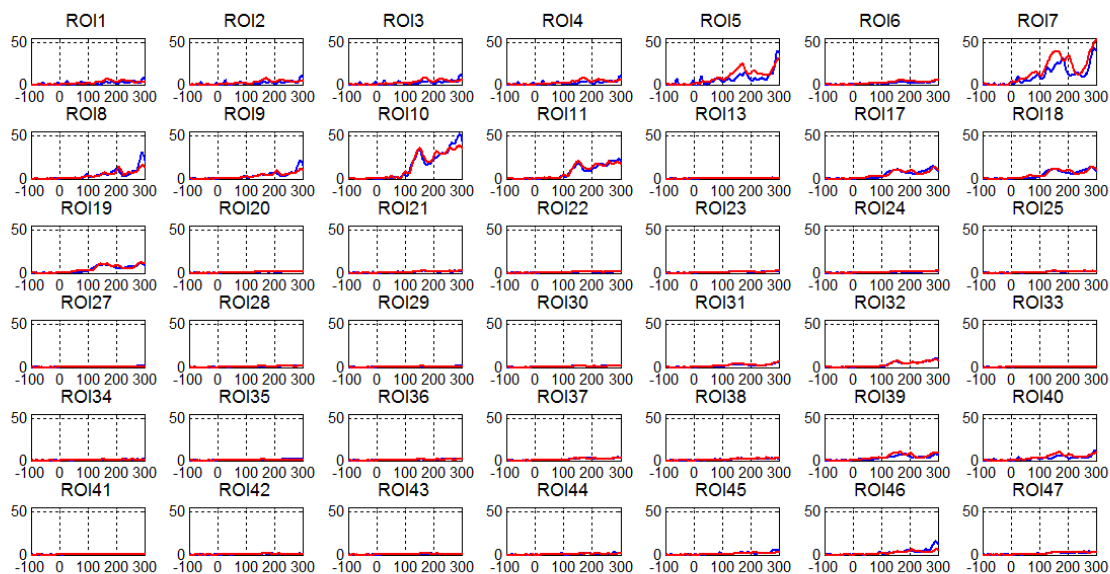 ROI1 ROI2 ROI3 ROI4 ROI5 ROI6 ROI7
50 50 50 50 50 50 50
0 0 0 0 0 0 0
-100 0 100 200 300 -100 0 100 200 300 -100 0 100 200 300 -100 0 100 200 300 -100 0 100 200 300 -100 0 100 200 300 -100 0 100 200 300
ROI8 ROI9 ROI10 ROI11 ROI13 ROI17 ROI18
50 50 50 50 50 50 50
0 0 0 0 0 0 0
-100 0 100 200 300 -100 0 100 200 300 -100 0 100 200 300 -100 0 100 200 300 -100 0 100 200 300 -100 0 100 200 300 -100 0 100 200 300
ROI19 ROI20 ROI21 ROI22 ROI23 ROI24 ROI25
50 50 50 50 50 50 50
0 0 0 0 0 0 0
-100 0 100 200 300 -100 0 100 200 300 -100 0 100 200 300 -100 0 100 200 300 -100 0 100 200 300 -100 0 100 200 300 -100 0 100 200 300
ROI27 ROI28 ROI29 ROI30 ROI31 ROI32 ROI33
50 50 50 50 50 50 50
0 0 0 0 0 0 0
-100 0 100 200 300 -100 0 100 200 300 -100 0 100 200 300 -100 0 100 200 300 -100 0 100 200 300 -100 0 100 200 300 -100 0 100 200 300
ROI34 ROI35 ROI36 ROI37 ROI38 ROI39 ROI40
50 50 50 50 50 50 50
0 0 0 0 0 0 0
-100 0 100 200 300 -100 0 100 200 300 -100 0 100 200 300 -100 0 100 200 300 -100 0 100 200 300 -100 0 100 200 300 -100 0 100 200 300
ROI41 ROI42 ROI43 ROI44 ROI45 ROI46 ROI47
50 50 50 50 50 50 50
0 0 0 0 0 0 0
-100 0 100 200 300 -100 0 100 200 300 -100 0 100 200 300 -100 0 100 200 300 -100 0 100 200 300 -100 0 100 200 300 -100 0 100 200 300